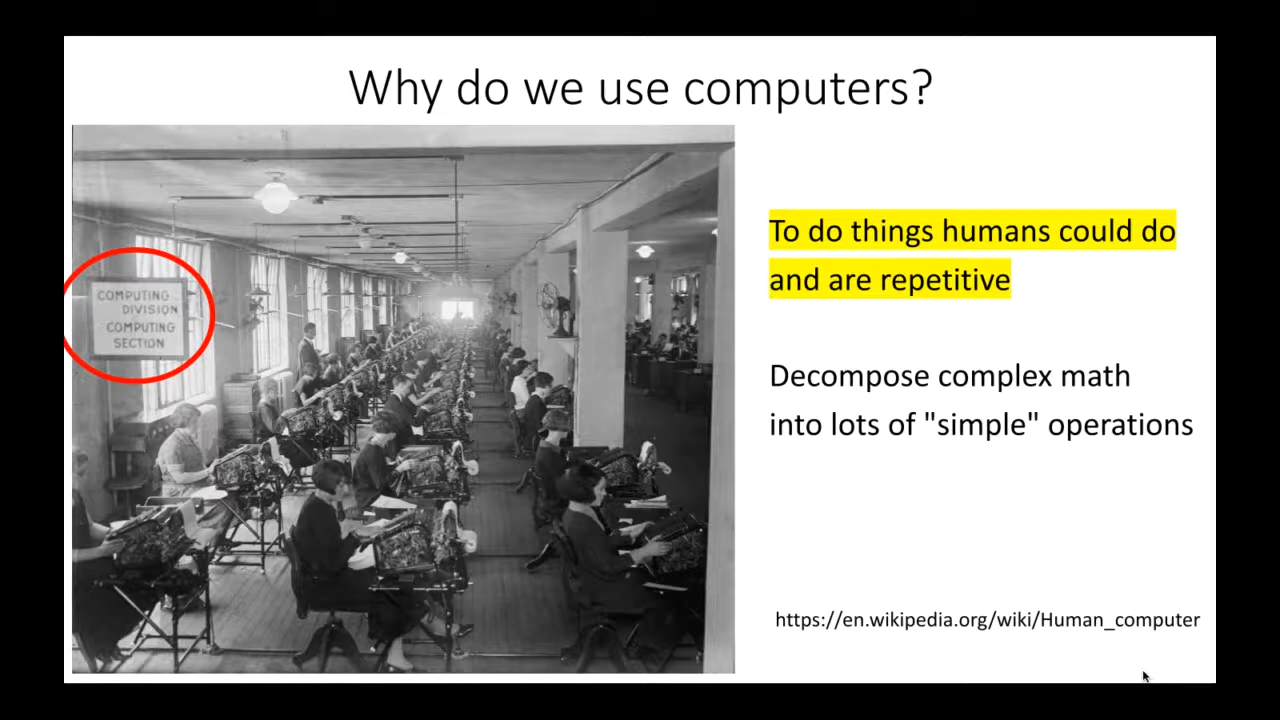 Why do we use computers?
COMPUTING
DIVISION
COMPUTING
SECTION
To do things humans could do
and are repetitive
Decompose complex math
into lots of "simple" operations
https://en.wikipedia.org/wiki/Human_computer